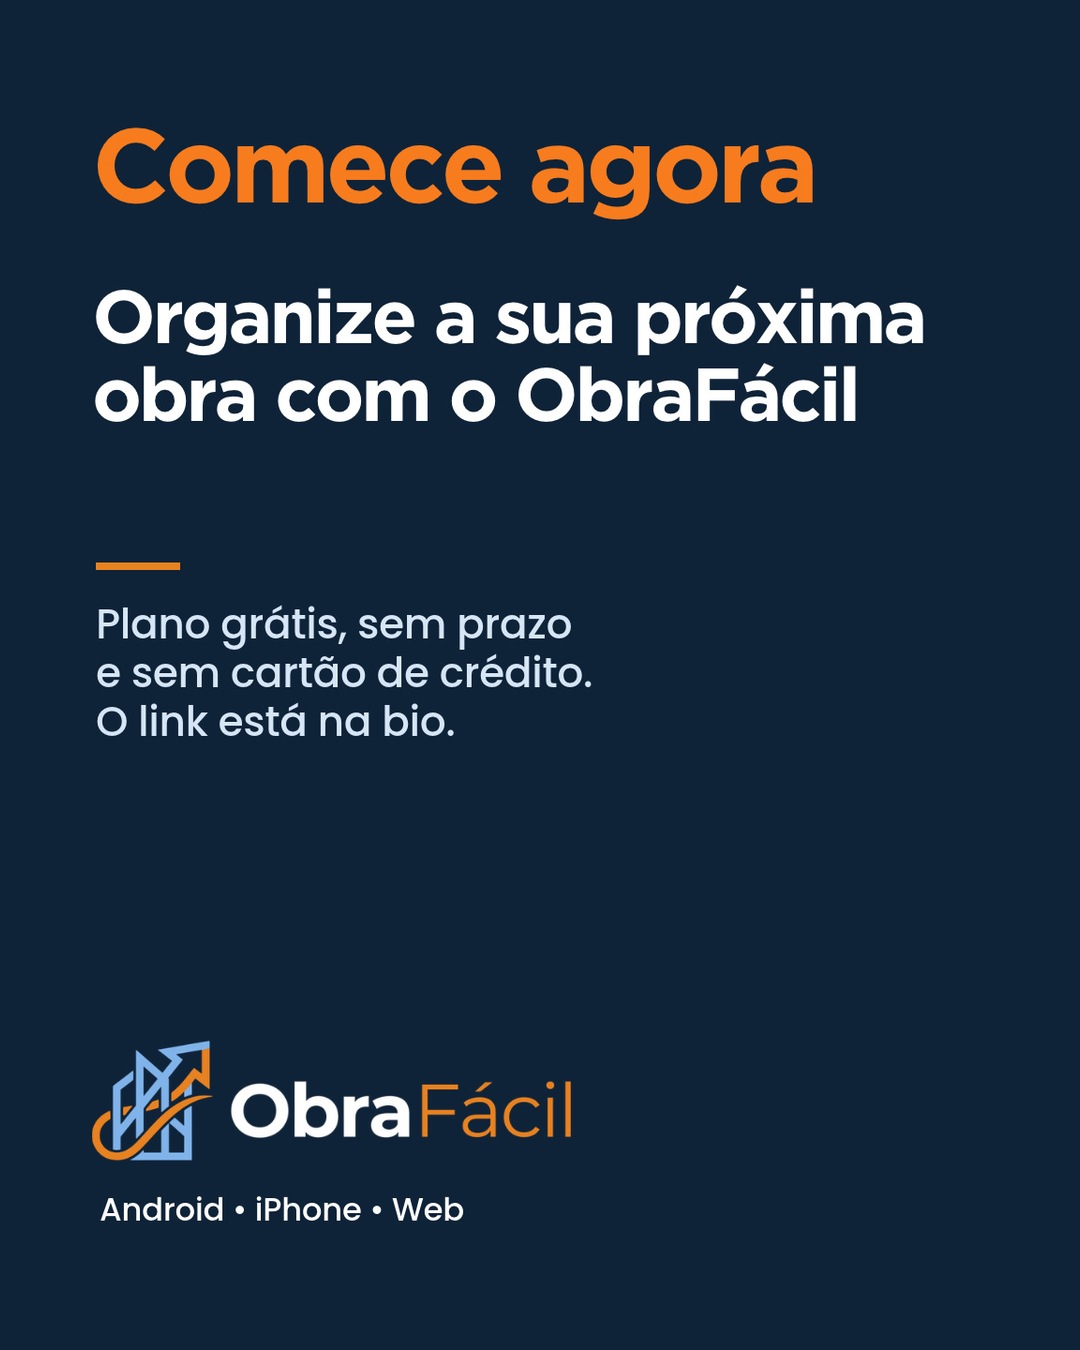 Comece agora
Organize a sua próxima
obra com o ObraFácil
Plano grátis, sem prazo
e sem cartão de crédito.
O link está na bio.
ObraFácil
Android • iPhone • Web